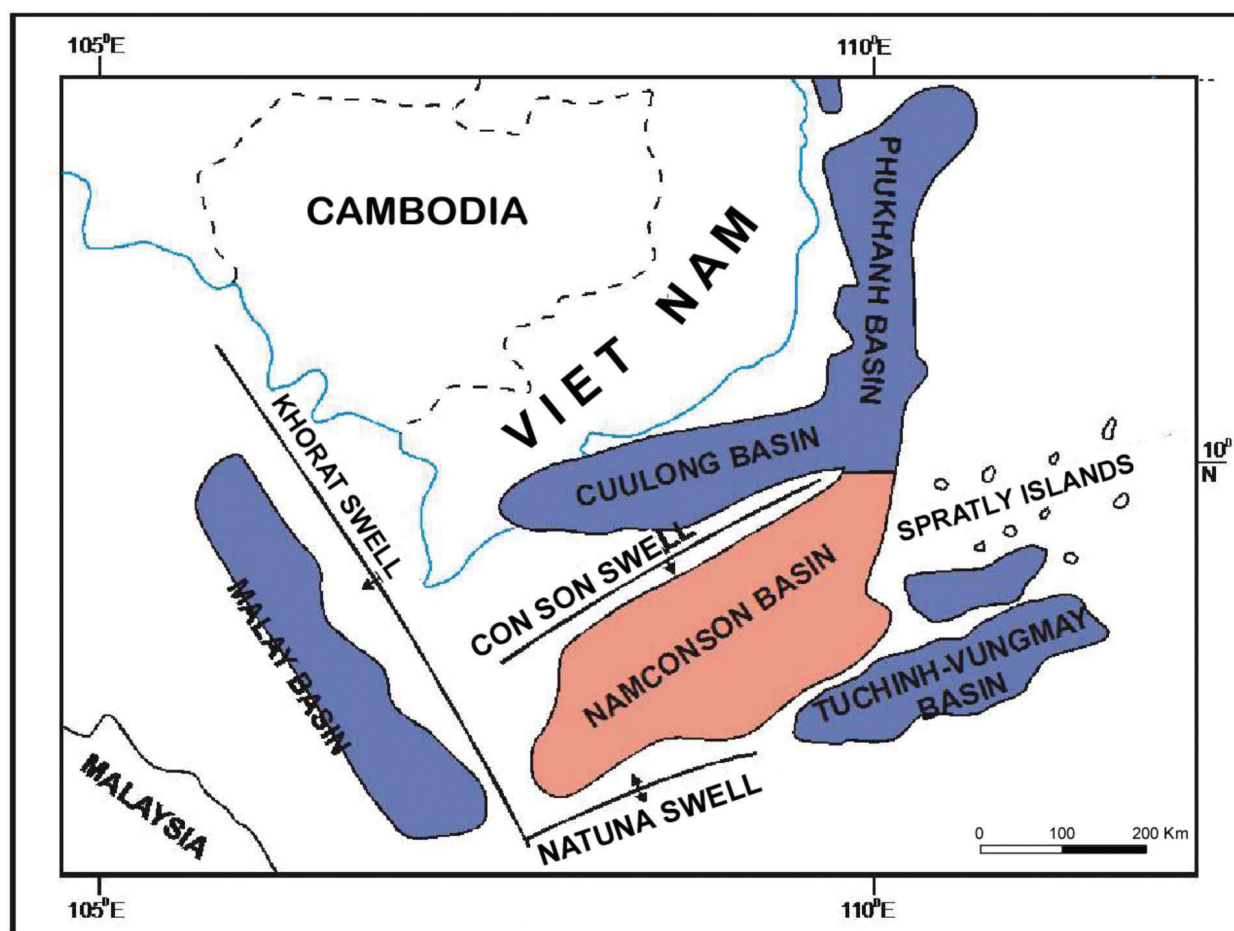 105°E
110°E
CAMBODIA
VIET NAM
PHUKHANH BASIN
KHORAT SWELL
CUULONG BASIN
10°
N
SPRATLY ISLANDS
MALAY BASIN
CON SON SWELL
NAMCONSON BASIN
TUCHINH-VUNGMAY
BASIN
MALAYSIA
NATUNA SWELL
0 100 200 Km
105°E
110°E